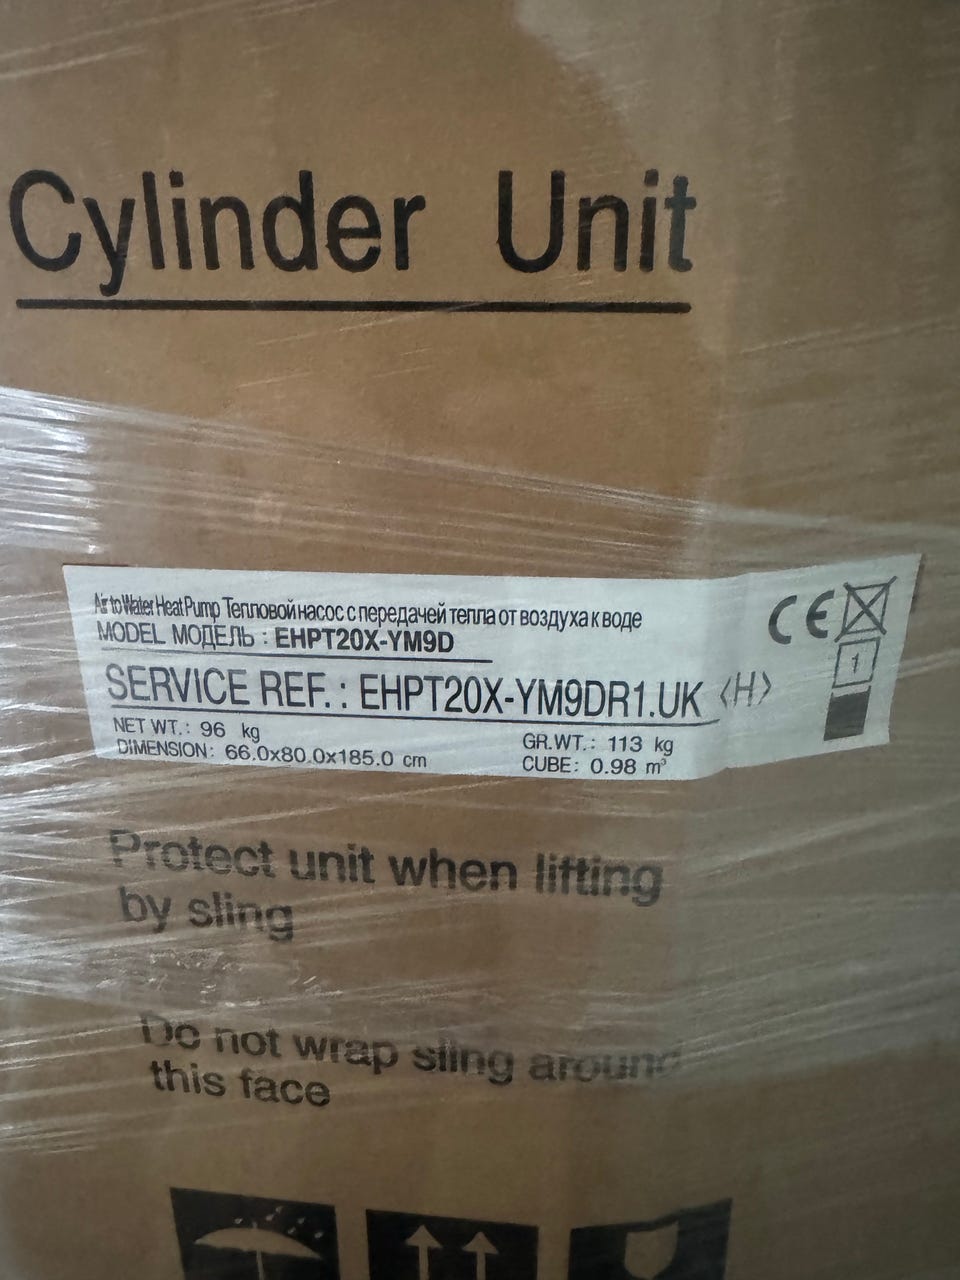 Cylinder Unit
Air to Water Heat Pump Тепловой насос с передачей тепла от воздуха к воде
MODEL МОДЕЛЬ : EHPT20X-YM9D
SERVICE REF. : EHPT20X-YM9DR1.UK <H>
NET WT.: 96 kg GR.WT.: 113 kg
DIMENSION: 66.0x80.0x185.0 cm CUBE: 0.98 m³
CE
1
Protect unit when lifting
by sling
Do not wrap sling around
this face